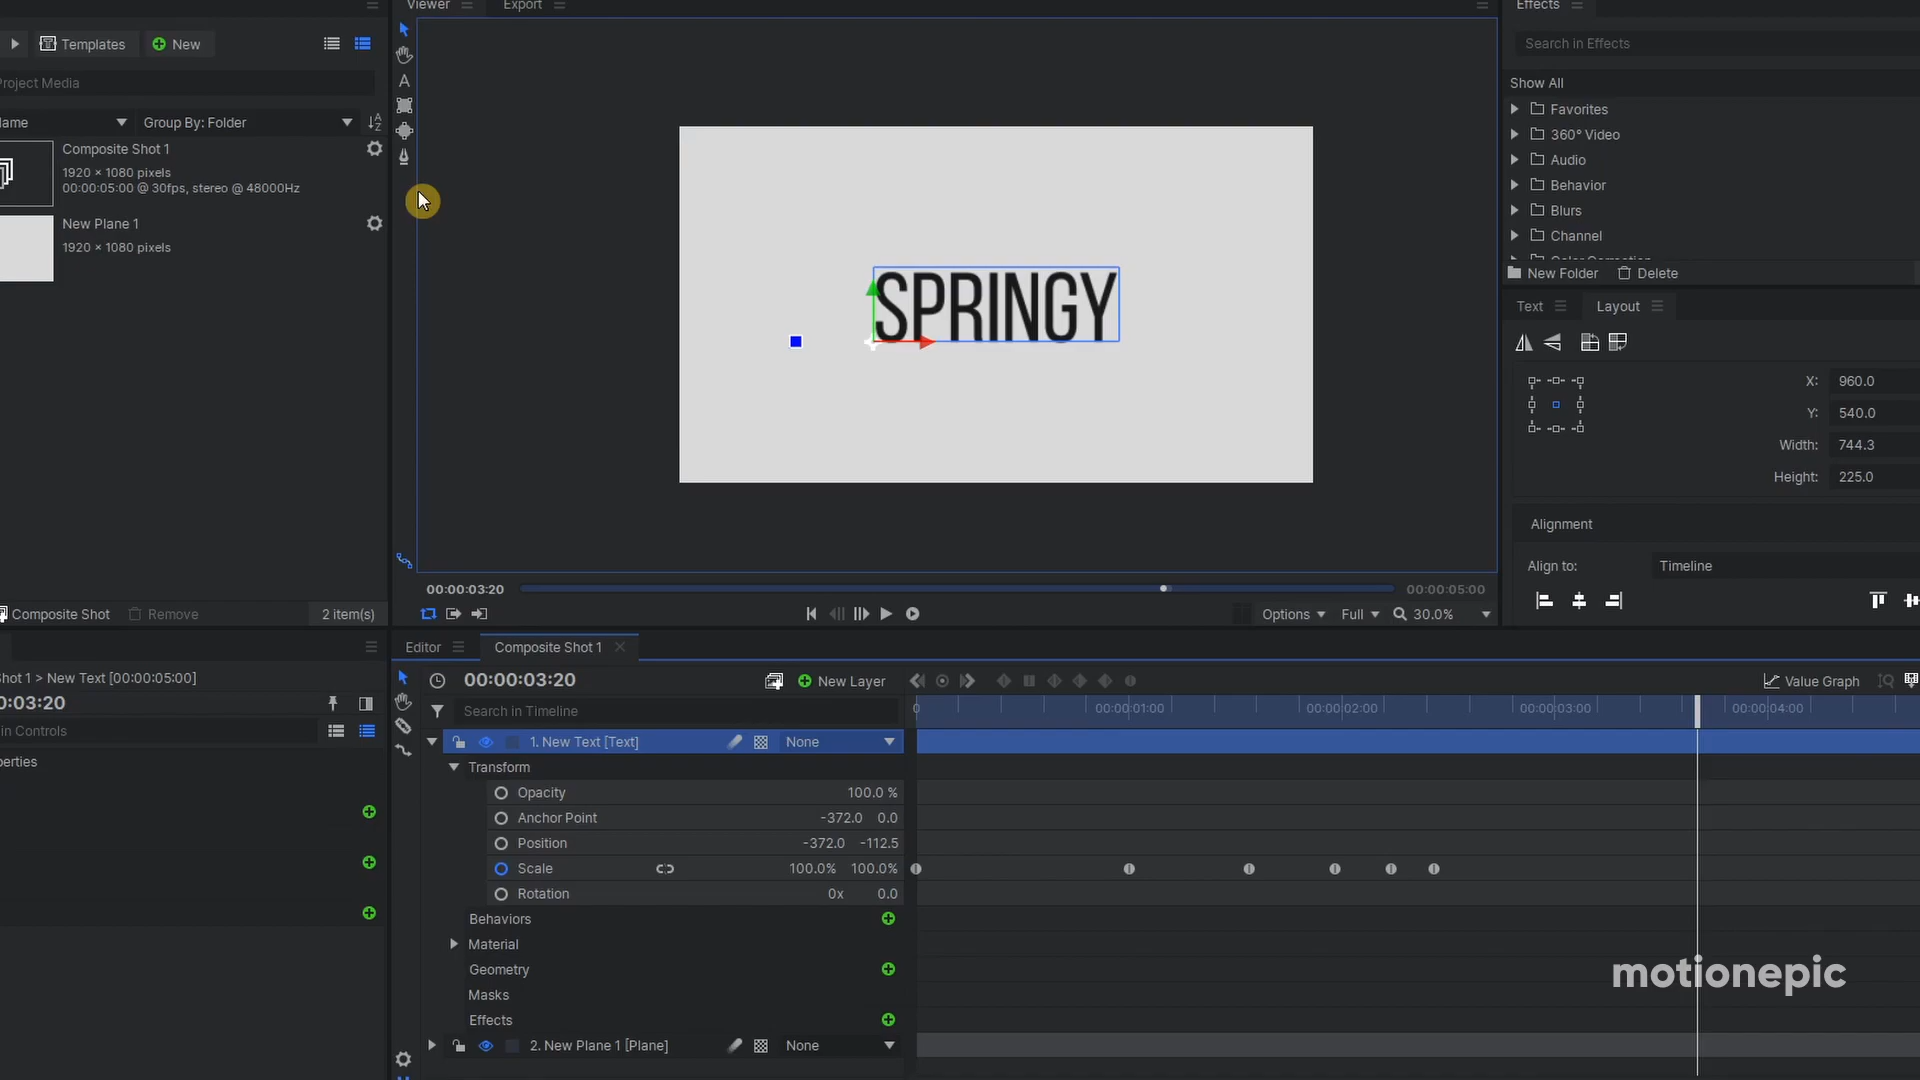 Viewer
Export
Templates
New
Project Media
Name
Group By: Folder
Composite Shot 1
1920 × 1080 pixels
00:00:05:00 @ 30fps, stereo @ 48000Hz
New Plane 1
1920 × 1080 pixels
Composite Shot
Remove
2 item(s)
SPRINGY
00:00:03:20
00:00:05:00
Options
Full
30.0%
Effects
Search in Effects
Show All
Favorites
360° Video
Audio
Behavior
Blurs
Channel
Color Correction
New Folder
Delete
Text
Layout
X: 960.0
Y: 540.0
Width: 744.3
Height: 225.0
Alignment
Align to: Timeline
hot 1 > New Text [00:00:05:00]
0:03:20
in Controls
perties
Editor
Composite Shot 1
00:00:03:20
New Layer
Value Graph
Search in Timeline
0
00:00:01:00
00:00:02:00
00:00:03:00
00:00:04:00
1. New Text [Text]
None
Transform
Opacity 100.0 %
Anchor Point -372.0 0.0
Position -372.0 -112.5
Scale 100.0% 100.0%
Rotation 0x 0.0
Behaviors
Material
Geometry
Masks
Effects
2. New Plane 1 [Plane]
None
motionepic